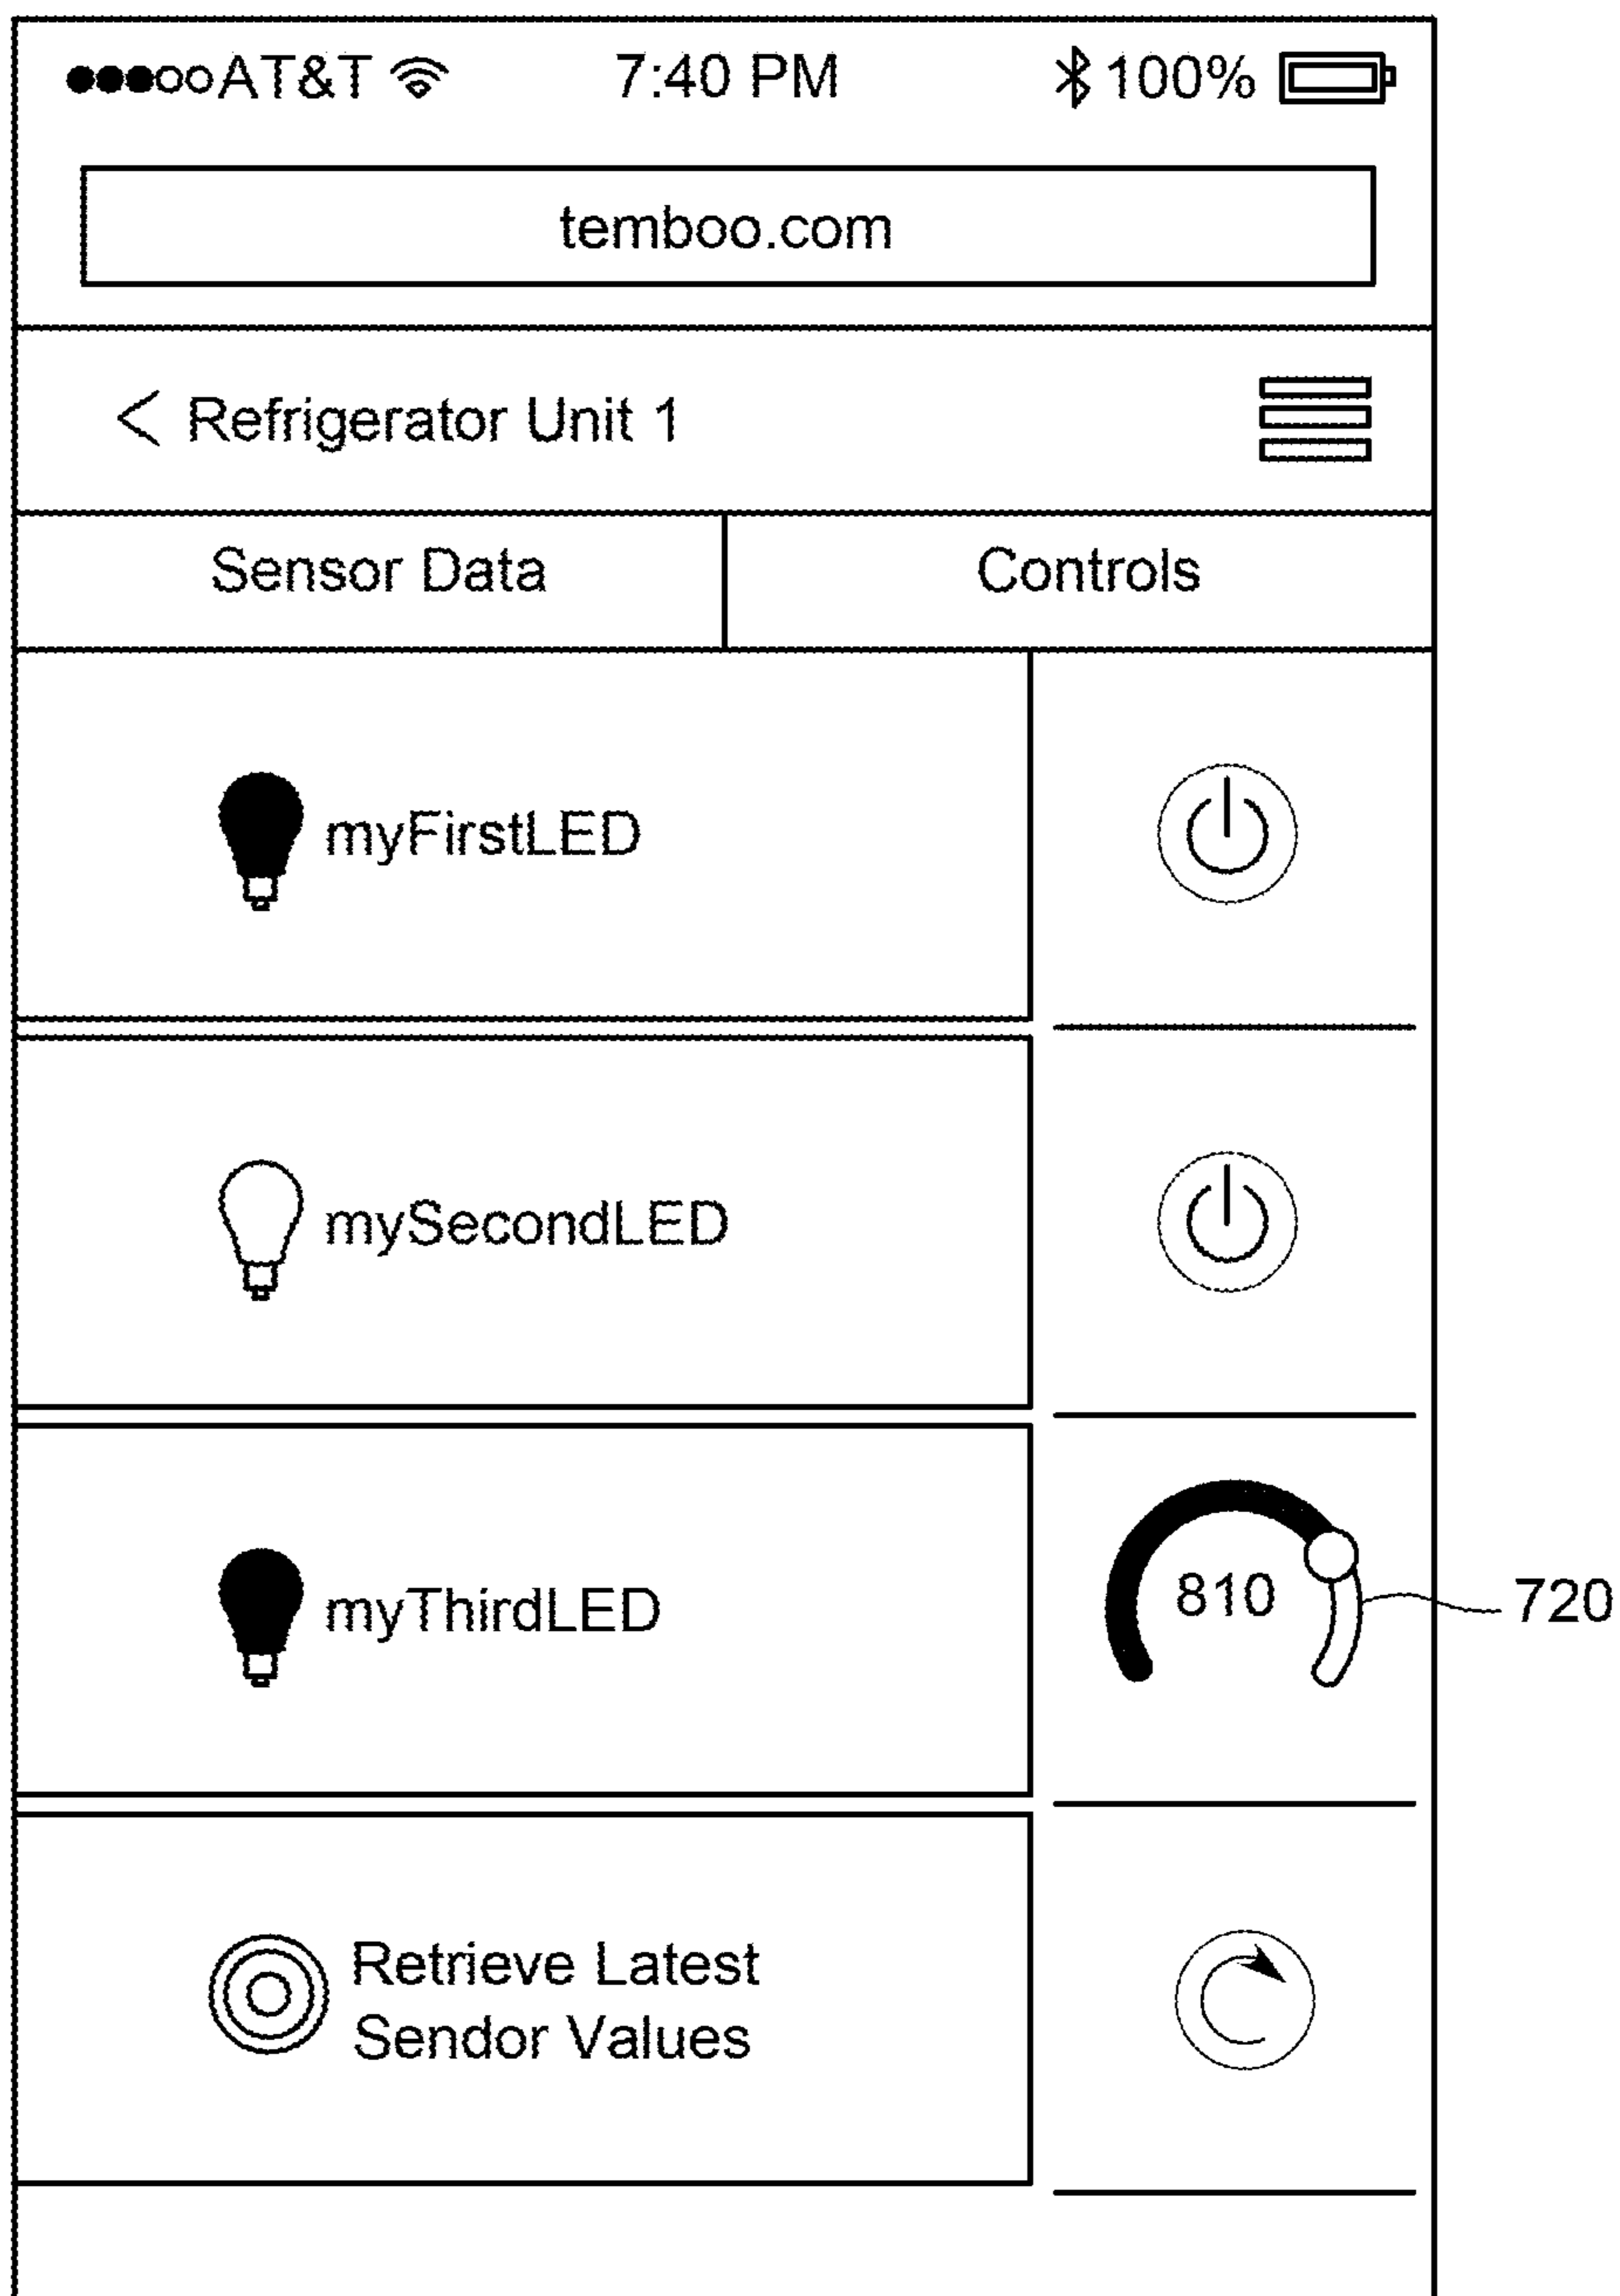 AT&T 7:40 PM 100%
temboo.com
< Refrigerator Unit 1
Sensor Data Controls
myFirstLED
mySecondLED
myThirdLED 810 720
Retrieve Latest
Sendor Values